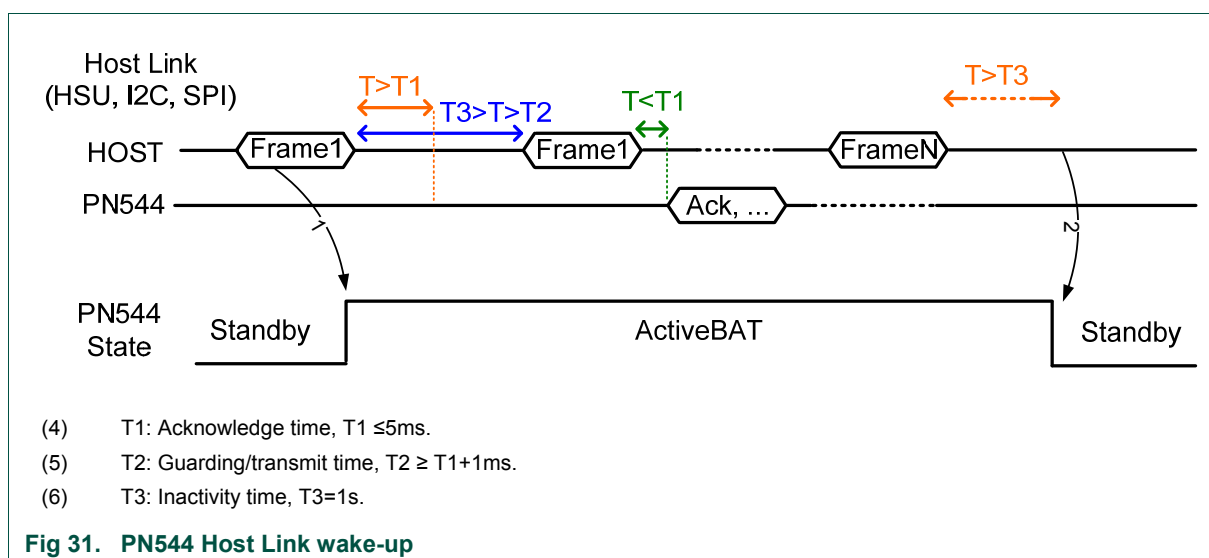 Host Link
(HSU, I2C, SPI)
T>T1
T3>T>T2
T<T1
T>T3
HOST
Frame1
Frame1
FrameN
PN544
Ack, ...
1
2
PN544
State
Standby
ActiveBAT
Standby
(4) T1: Acknowledge time, T1 ≤5ms.
(5) T2: Guarding/transmit time, T2 ≥ T1+1ms.
(6) T3: Inactivity time, T3=1s.
Fig 31. PN544 Host Link wake-up